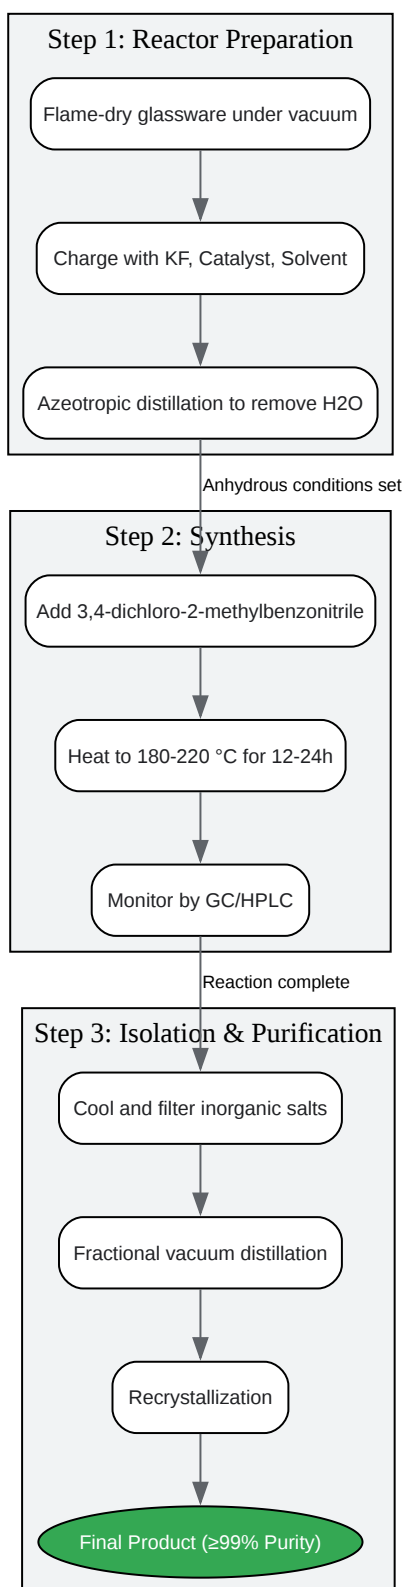 Step 1: Reactor Preparation
Flame-dry glassware under vacuum
Charge with KF, Catalyst, Solvent
Azeotropic distillation to remove H2O
Anhydrous conditions set
Step 2: Synthesis
Add 3,4-dichloro-2-methylbenzonitrile
Heat to 180-220 °C for 12-24h
Monitor by GC/HPLC
Reaction complete
Step 3: Isolation & Purification
Cool and filter inorganic salts
Fractional vacuum distillation
Recrystallization
Final Product (≥99% Purity)